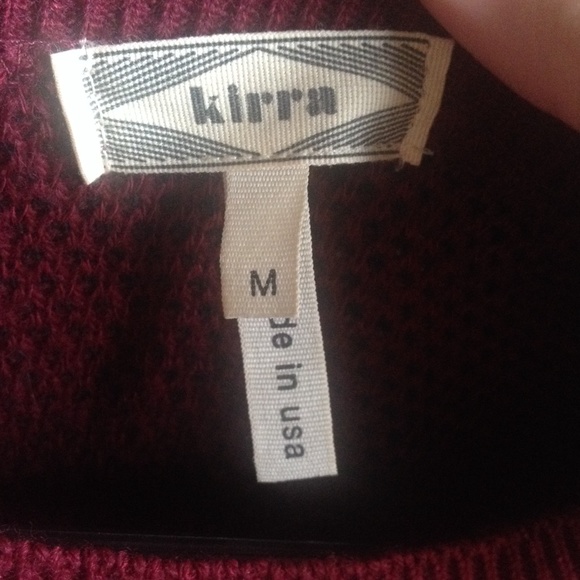 kirra
M
de in usa